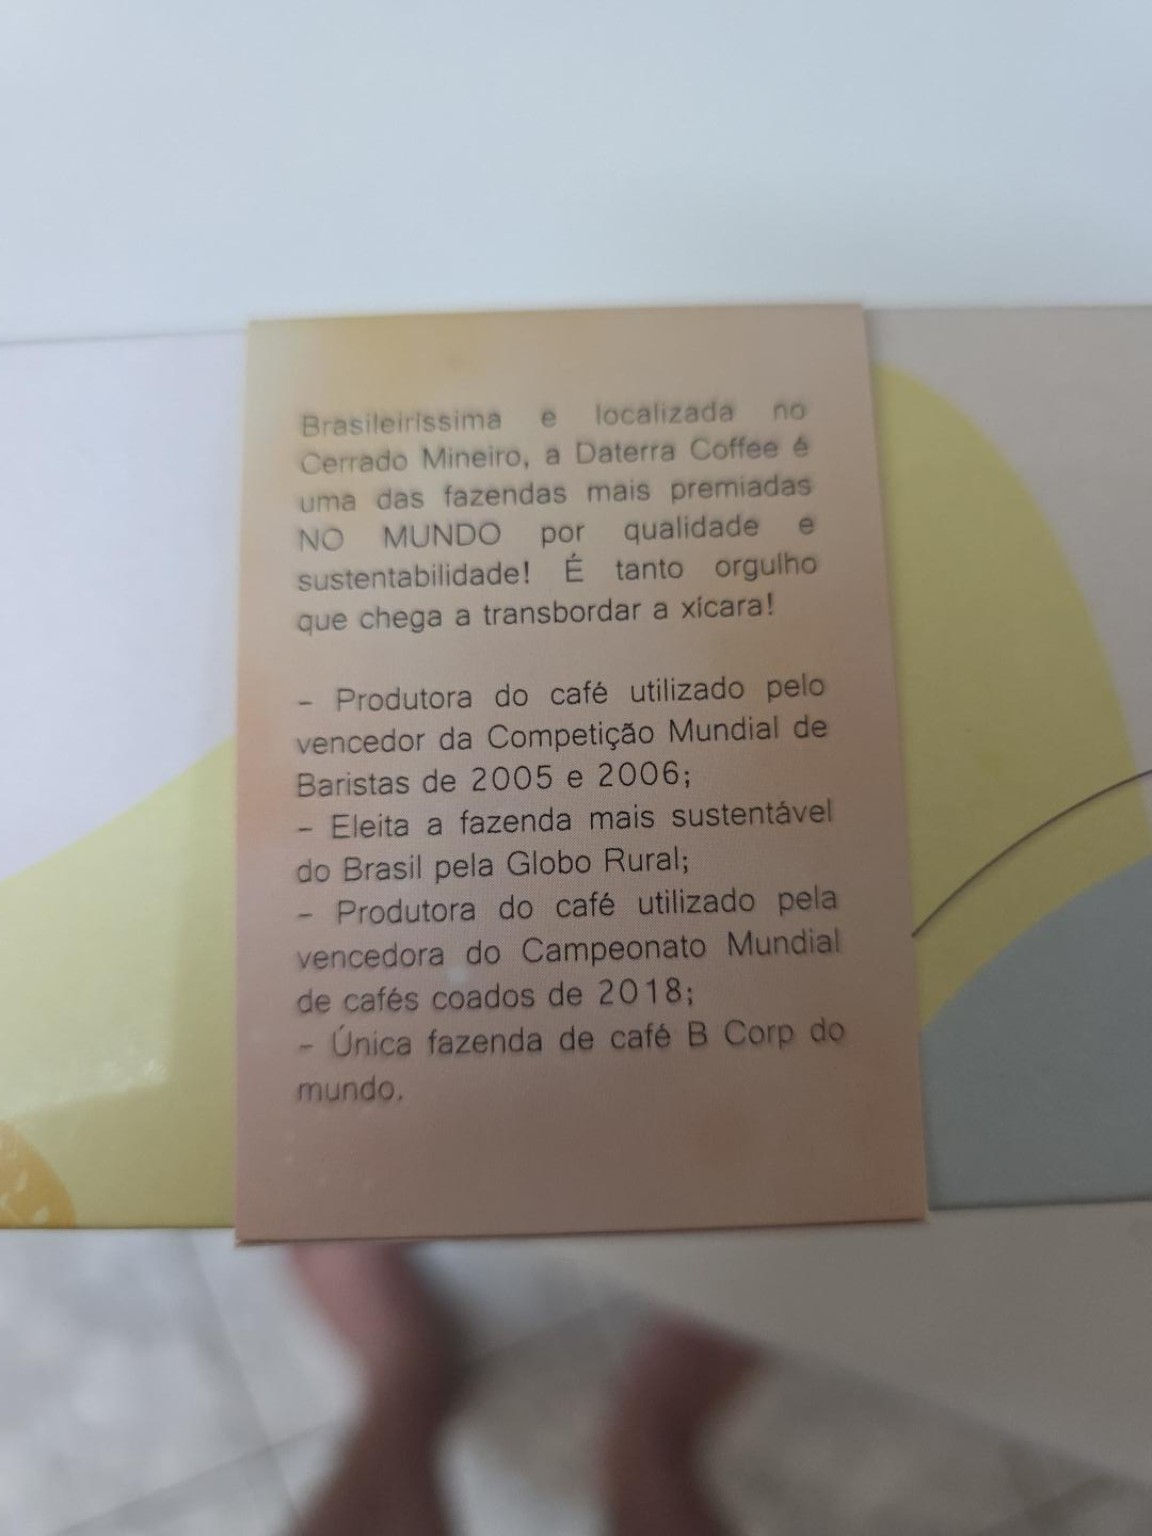 Brasileiríssima e localizada no
Cerrado Mineiro, a Daterra Coffee é
uma das fazendas mais premiadas
NO MUNDO por qualidade e
sustentabilidade! É tanto orgulho
que chega a transbordar a xícara!
- Produtora do café utilizado pelo
vencedor da Competição Mundial de
Baristas de 2005 e 2006;
- Eleita a fazenda mais sustentável
do Brasil pela Globo Rural;
- Produtora do café utilizado pela
vencedora do Campeonato Mundial
de cafés coados de 2018;
- Única fazenda de café B Corp do
mundo.